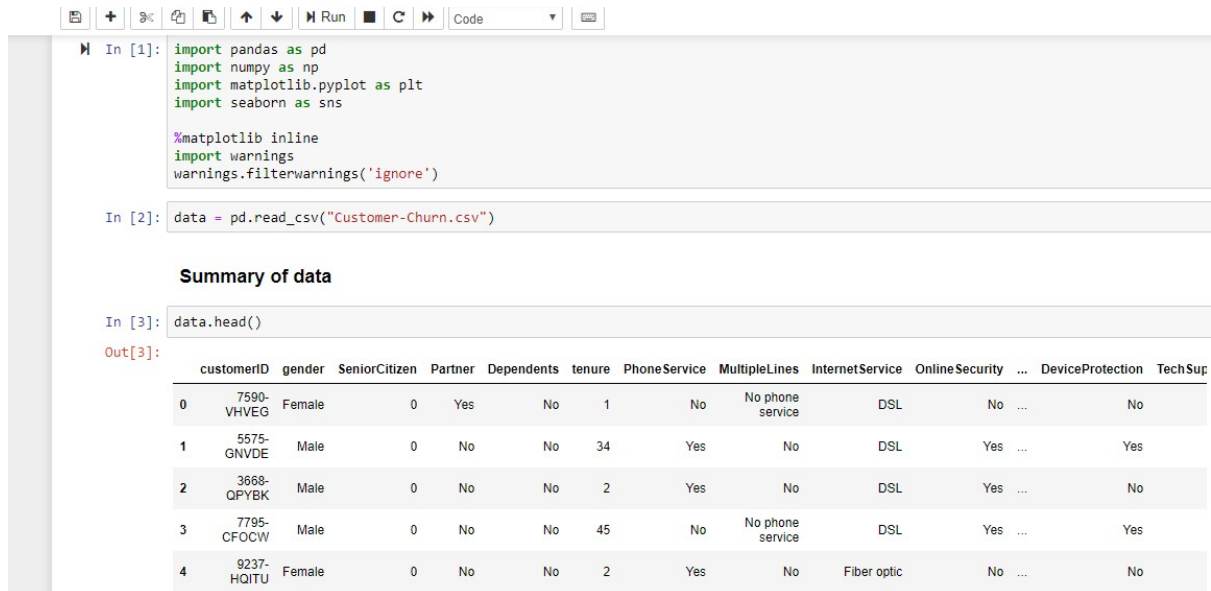 Run Code
In [1]: import pandas as pd
import numpy as np
import matplotlib.pyplot as plt
import seaborn as sns
%matplotlib inline
import warnings
warnings.filterwarnings('ignore')
In [2]: data = pd.read_csv("Customer-Churn.csv")
Summary of data
In [3]: data.head()
Out[3]:
customerID gender SeniorCitizen Partner Dependents tenure PhoneService MultipleLines InternetService OnlineSecurity ... DeviceProtection TechSup
0 7590-VHVEG Female 0 Yes No 1 No No phone service DSL No ... No
1 5575-GNVDE Male 0 No No 34 Yes No DSL Yes ... Yes
2 3668-QPYBK Male 0 No No 2 Yes No DSL Yes ... No
3 7795-CFOCW Male 0 No No 45 No No phone service DSL Yes ... Yes
4 9237-HQITU Female 0 No No 2 Yes No Fiber optic No ... No